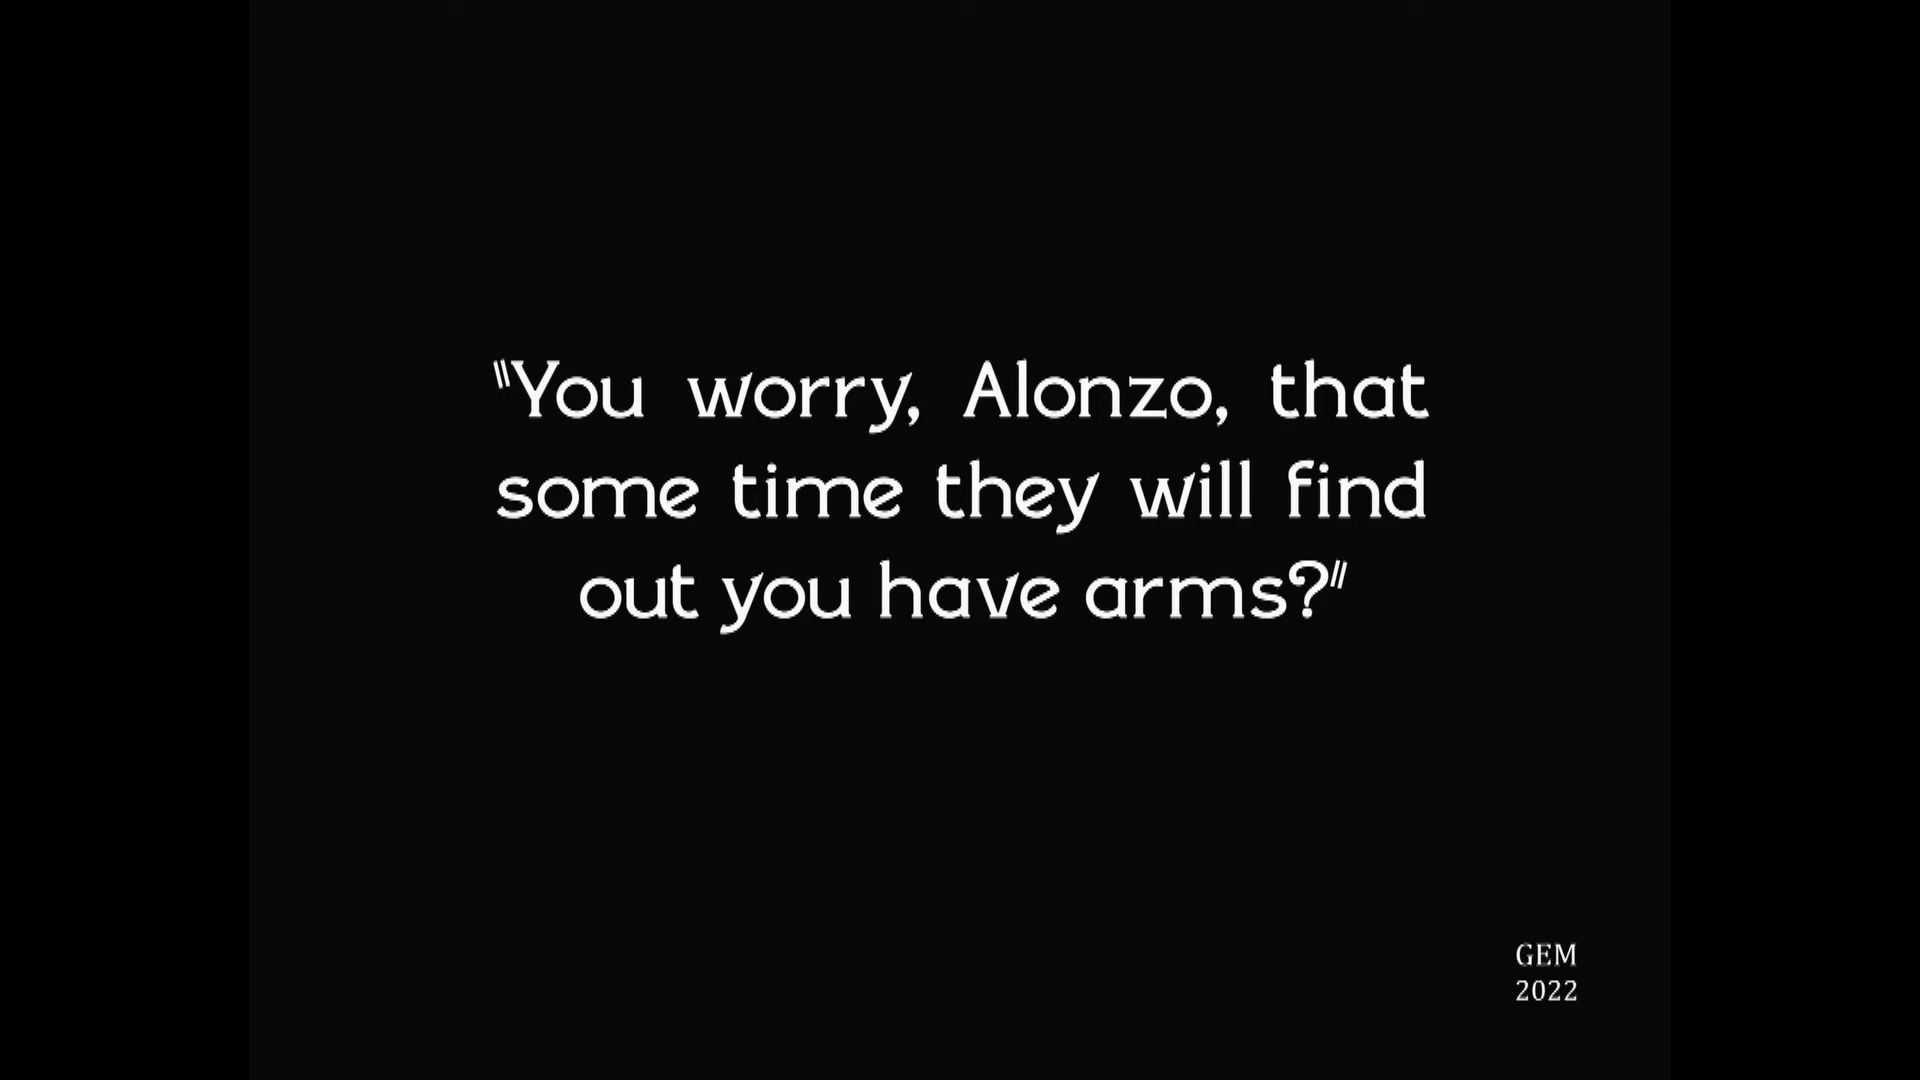 "You worry, Alonzo, that
some time they will find
out you have arms?"
GEM
2022